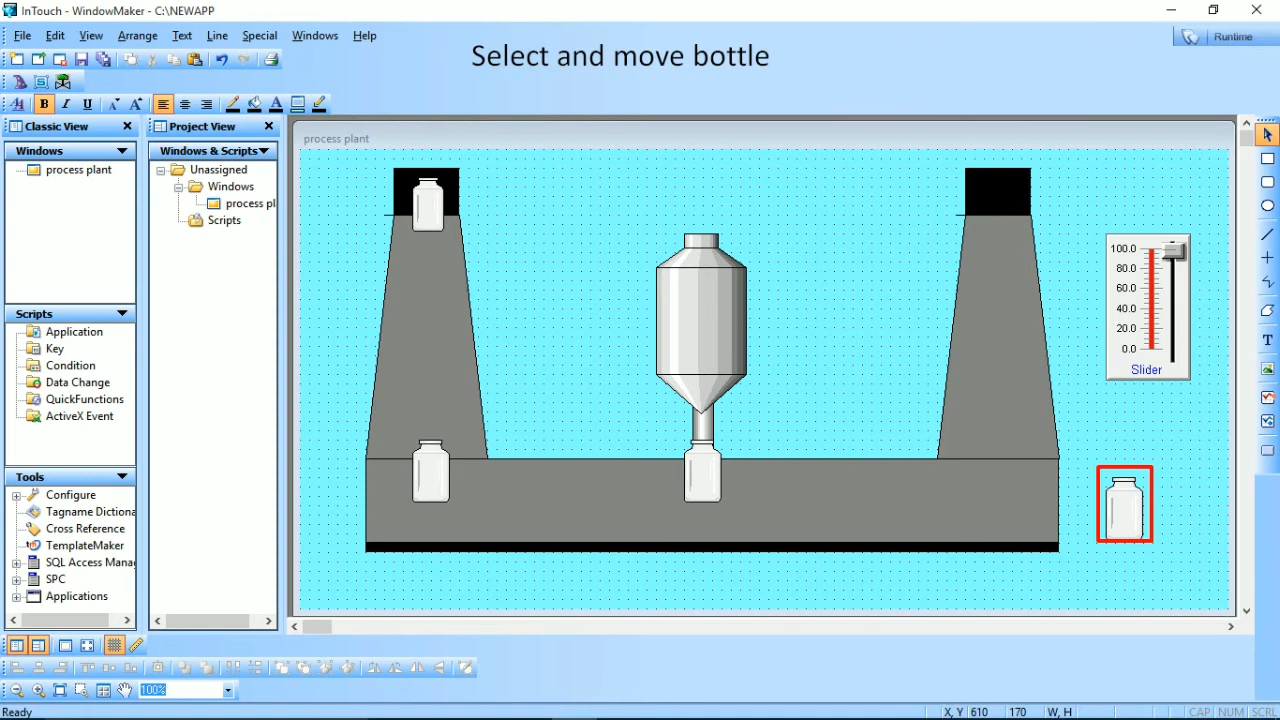 InTouch - WindowMaker - C:\NEWAPP
File Edit View Arrange Text Line Special Windows Help
Runtime
Select and move bottle
B I U A A A
Classic View
Project View
Windows
process plant
Scripts
Application
Key
Condition
Data Change
QuickFunctions
ActiveX Event
Tools
Configure
Tagname Dictiona
Cross Reference
TemplateMaker
SQL Access Mana
SPC
Applications
Windows & Scripts
Unassigned
Windows
process pl
Scripts
process plant
100.0
80.0
60.0
40.0
20.0
0.0
Slider
T
100%
Ready
X, Y 610 170 W, H CAP NUM SCRL